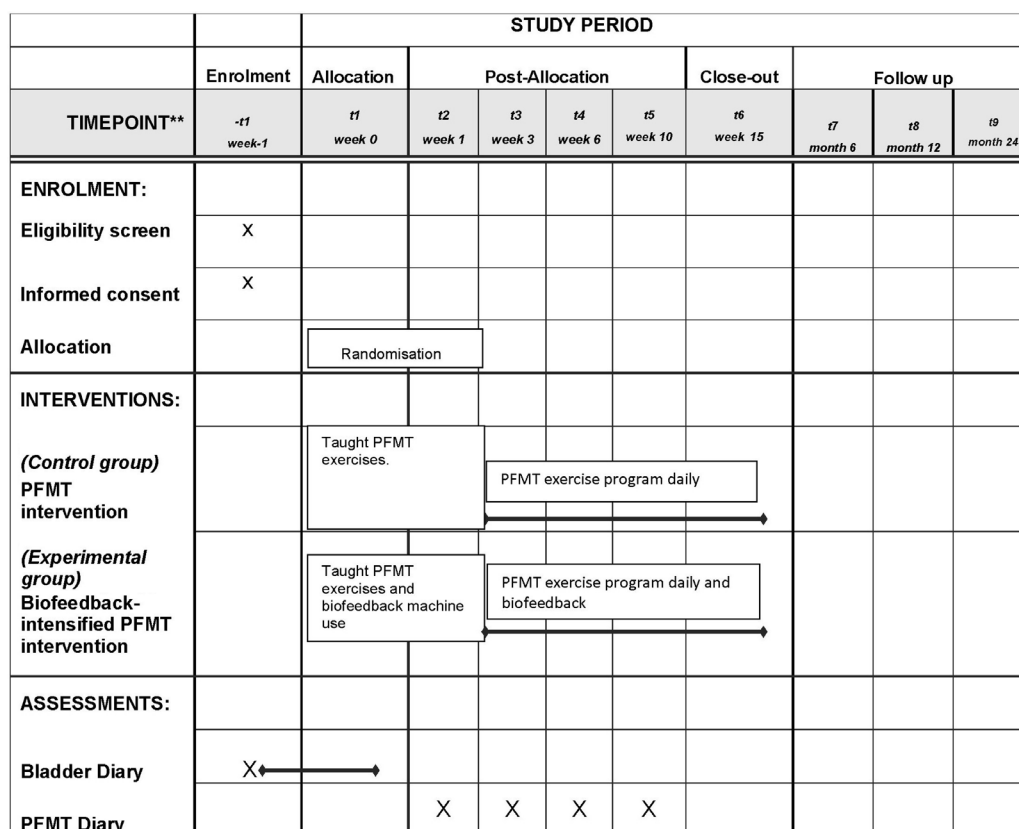 STUDY PERIOD
Enrolment Allocation Post-Allocation Close-out Follow up
TIMEPOINT** -t1 t1 t2 t3 t4 t5 t6 t7 t8 t9
week-1 week 0 week 1 week 3 week 6 week 10 week 15 month 6 month 12 month 24
ENROLMENT:
Eligibility screen X
Informed consent X
Allocation Randomisation
INTERVENTIONS:
(Control group)
PFMT
intervention
Taught PFMT
exercises.
PFMT exercise program daily
(Experimental
group)
Biofeedback-
intensified PFMT
intervention
Taught PFMT
exercises and
biofeedback machine
use
PFMT exercise program daily and
biofeedback
ASSESSMENTS:
Bladder Diary X
PFMT Diary X X X X